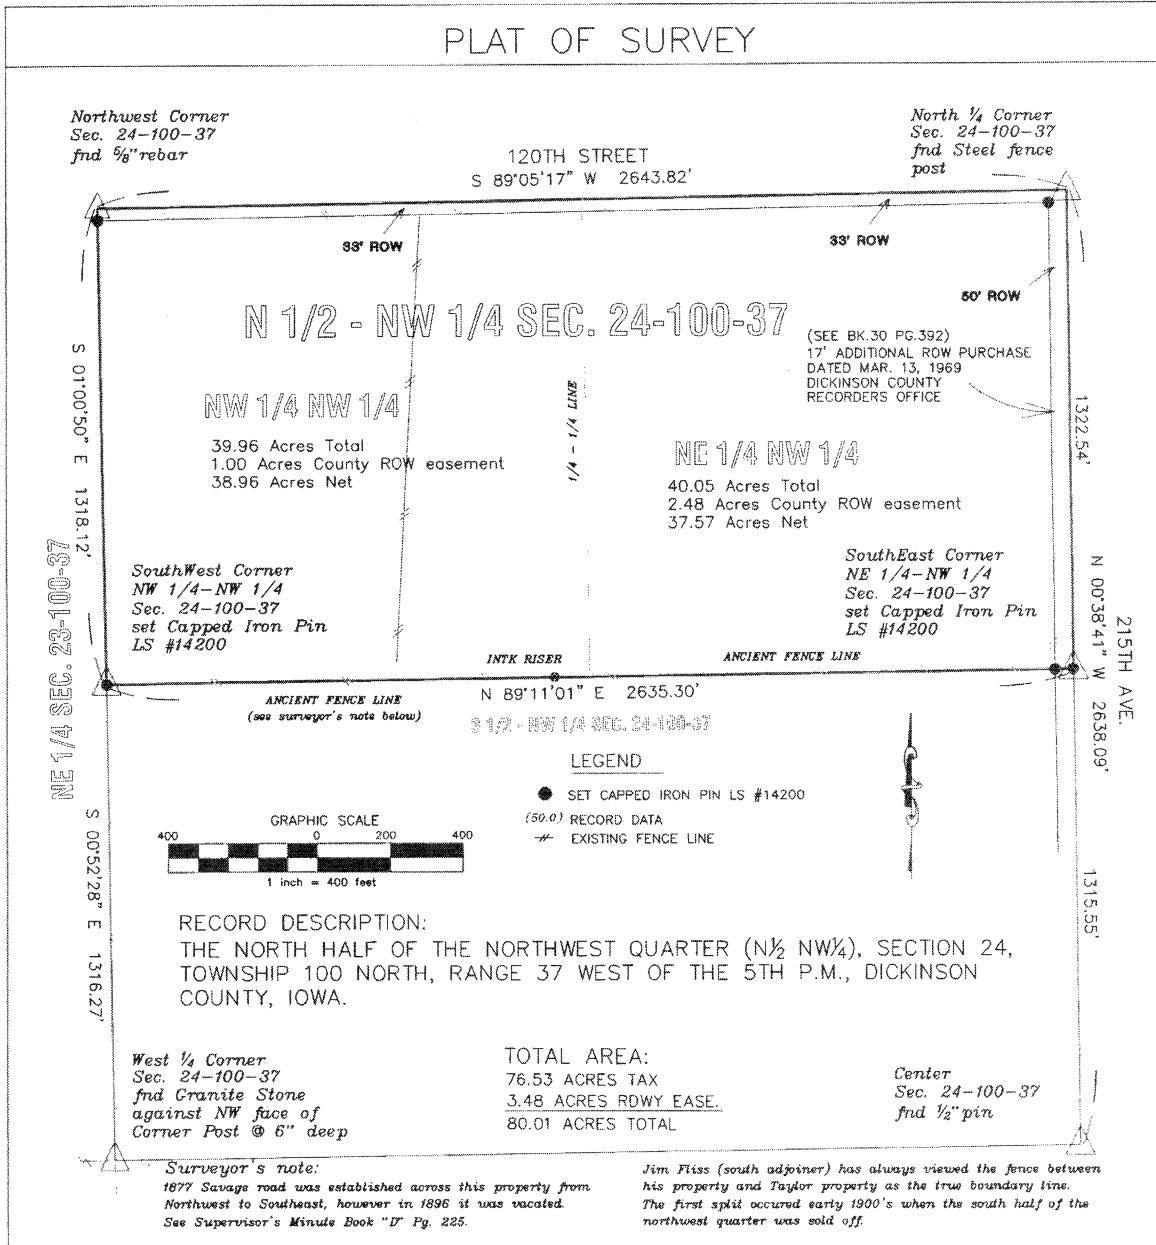 PLAT OF SURVEY
Northwest Corner
Sec. 24-100-37
fnd 5/8" rebar
North 1/4 Corner
Sec. 24-100-37
fnd Steel fence
post
120TH STREET
S 89°05'17" W 2643.82'
33' ROW
33' ROW
50' ROW
N 1/2 - NW 1/4 SEC. 24-100-37
(SEE BK.30 PG.392)
17' ADDITIONAL ROW PURCHASE
DATED MAR. 13, 1969
DICKINSON COUNTY
RECORDERS OFFICE
S 01°00'50" E 1318.12'
NW 1/4 NW 1/4
39.96 Acres Total
1.00 Acres County ROW easement
38.96 Acres Net
1/4 - 1/4 LINE
NE 1/4 NW 1/4
40.05 Acres Total
2.48 Acres County ROW easement
37.57 Acres Net
1322.54'
SouthWest Corner
NW 1/4-NW 1/4
Sec. 24-100-37
set Capped Iron Pin
LS #14200
SouthEast Corner
NE 1/4-NW 1/4
Sec. 24-100-37
set Capped Iron Pin
LS #14200
NE 1/4 SEC. 23-100-37
N 00°38'41" W 2638.09'
215TH AVE.
INTK RISER
ANCIENT FENCE LINE
ANCIENT FENCE LINE
(see surveyor's note below)
N 89°11'01" E 2635.30'
S 1/2 - NW 1/4 SEC. 24-100-37
LEGEND
SET CAPPED IRON PIN LS #14200
(50.0) RECORD DATA
EXISTING FENCE LINE
GRAPHIC SCALE
400 0 200 400
1 inch = 400 feet
S 00°52'28" E 1316.27'
1315.55'
RECORD DESCRIPTION:
THE NORTH HALF OF THE NORTHWEST QUARTER (N½ NW¼), SECTION 24,
TOWNSHIP 100 NORTH, RANGE 37 WEST OF THE 5TH P.M., DICKINSON
COUNTY, IOWA.
West 1/4 Corner
Sec. 24-100-37
fnd Granite Stone
against NW face of
Corner Post @ 6" deep
TOTAL AREA:
76.53 ACRES TAX
3.48 ACRES RDWY EASE.
80.01 ACRES TOTAL
Center
Sec. 24-100-37
fnd 1/2" pin
Surveyor's note:
1877 Savage road was established across this property from
Northwest to Southeast, however in 1896 it was vacated.
See Supervisor's Minute Book "D" Pg. 225.
Jim Fliss (south adjoiner) has always viewed the fence between
his property and Taylor property as the true boundary line.
The first split occured early 1900's when the south half of the
northwest quarter was sold off.